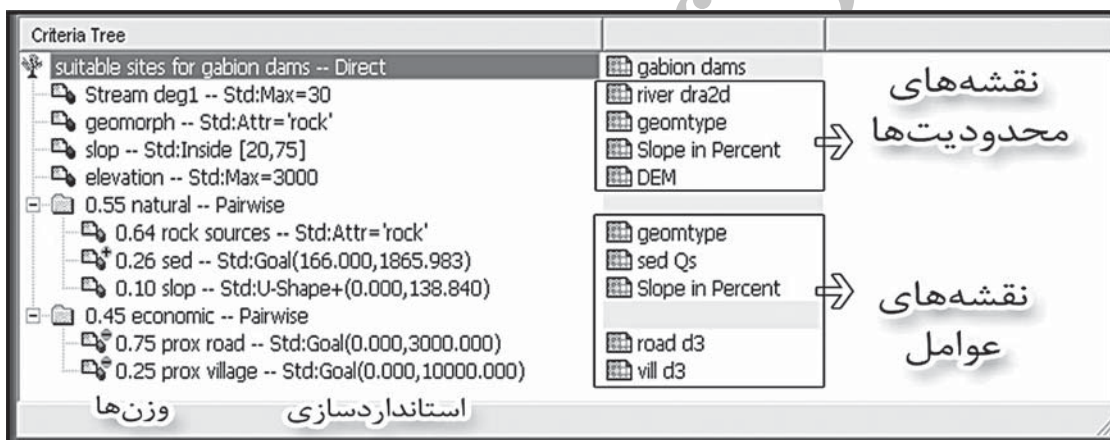 Criteria Tree
suitable sites for gabion dams -- Direct gabion dams
Stream deg1 -- Std:Max=30 river dra2d
geomorph -- Std:Attr='rock' geomtype
slop -- Std:Inside [20,75] Slope in Percent
elevation -- Std:Max=3000 DEM
نقشه‌های
محدودیت‌ها
0.55 natural -- Pairwise
0.64 rock sources -- Std:Attr='rock' geomtype
0.26 sed -- Std:Goal(166.000,1865.983) sed Qs
0.10 slop -- Std:U-Shape+(0.000,138.840) Slope in Percent
0.45 economic -- Pairwise
0.75 prox road -- Std:Goal(0.000,3000.000) road d3
0.25 prox village -- Std:Goal(0.000,10000.000) vill d3
نقشه‌های
عوامل
وزن‌ها استانداردسازی